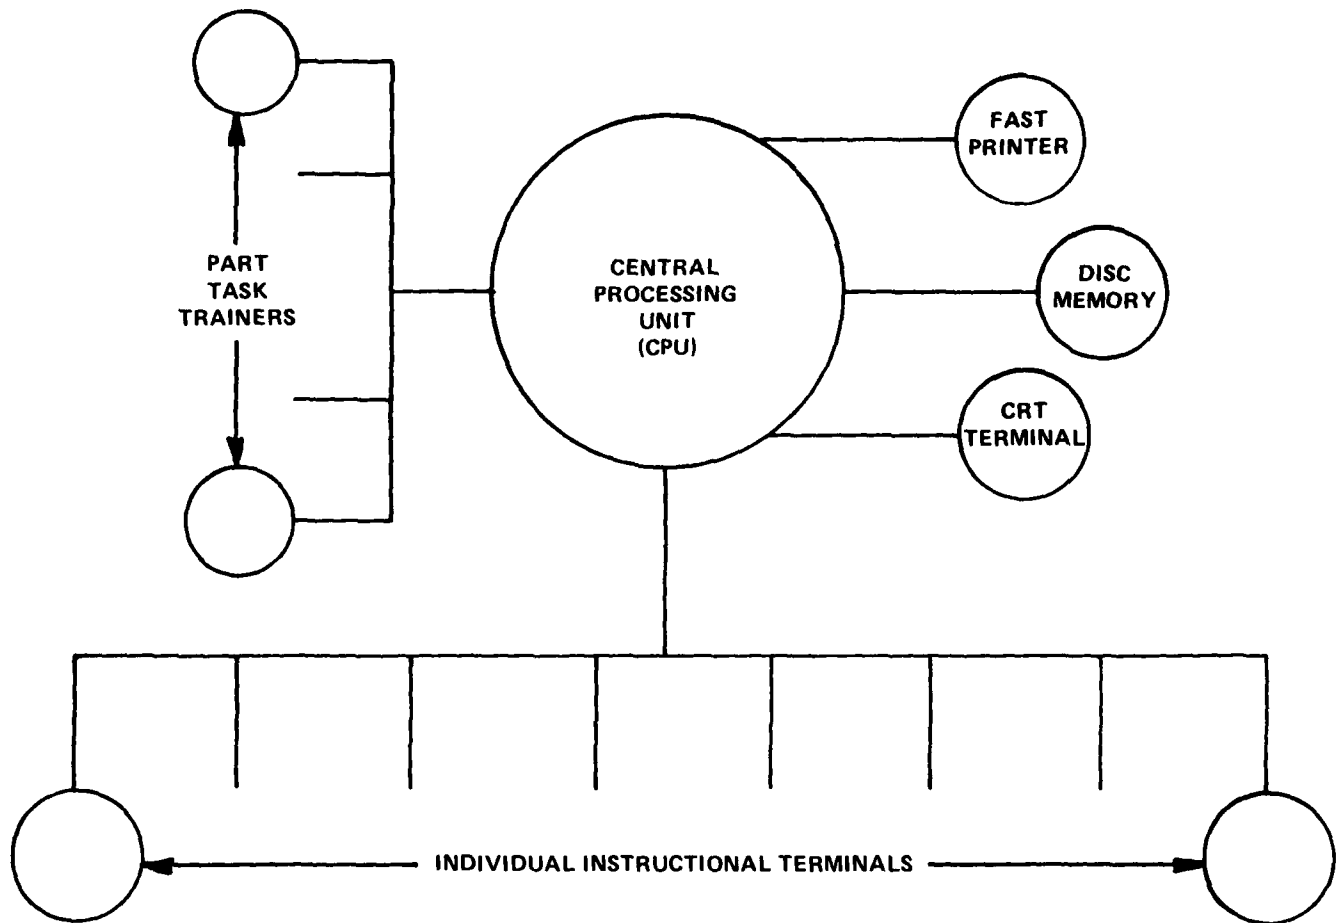 PART
TASK
TRAINERS
CENTRAL
PROCESSING
UNIT
(CPU)
FAST
PRINTER
DISC
MEMORY
CRT
TERMINAL
INDIVIDUAL INSTRUCTIONAL TERMINALS